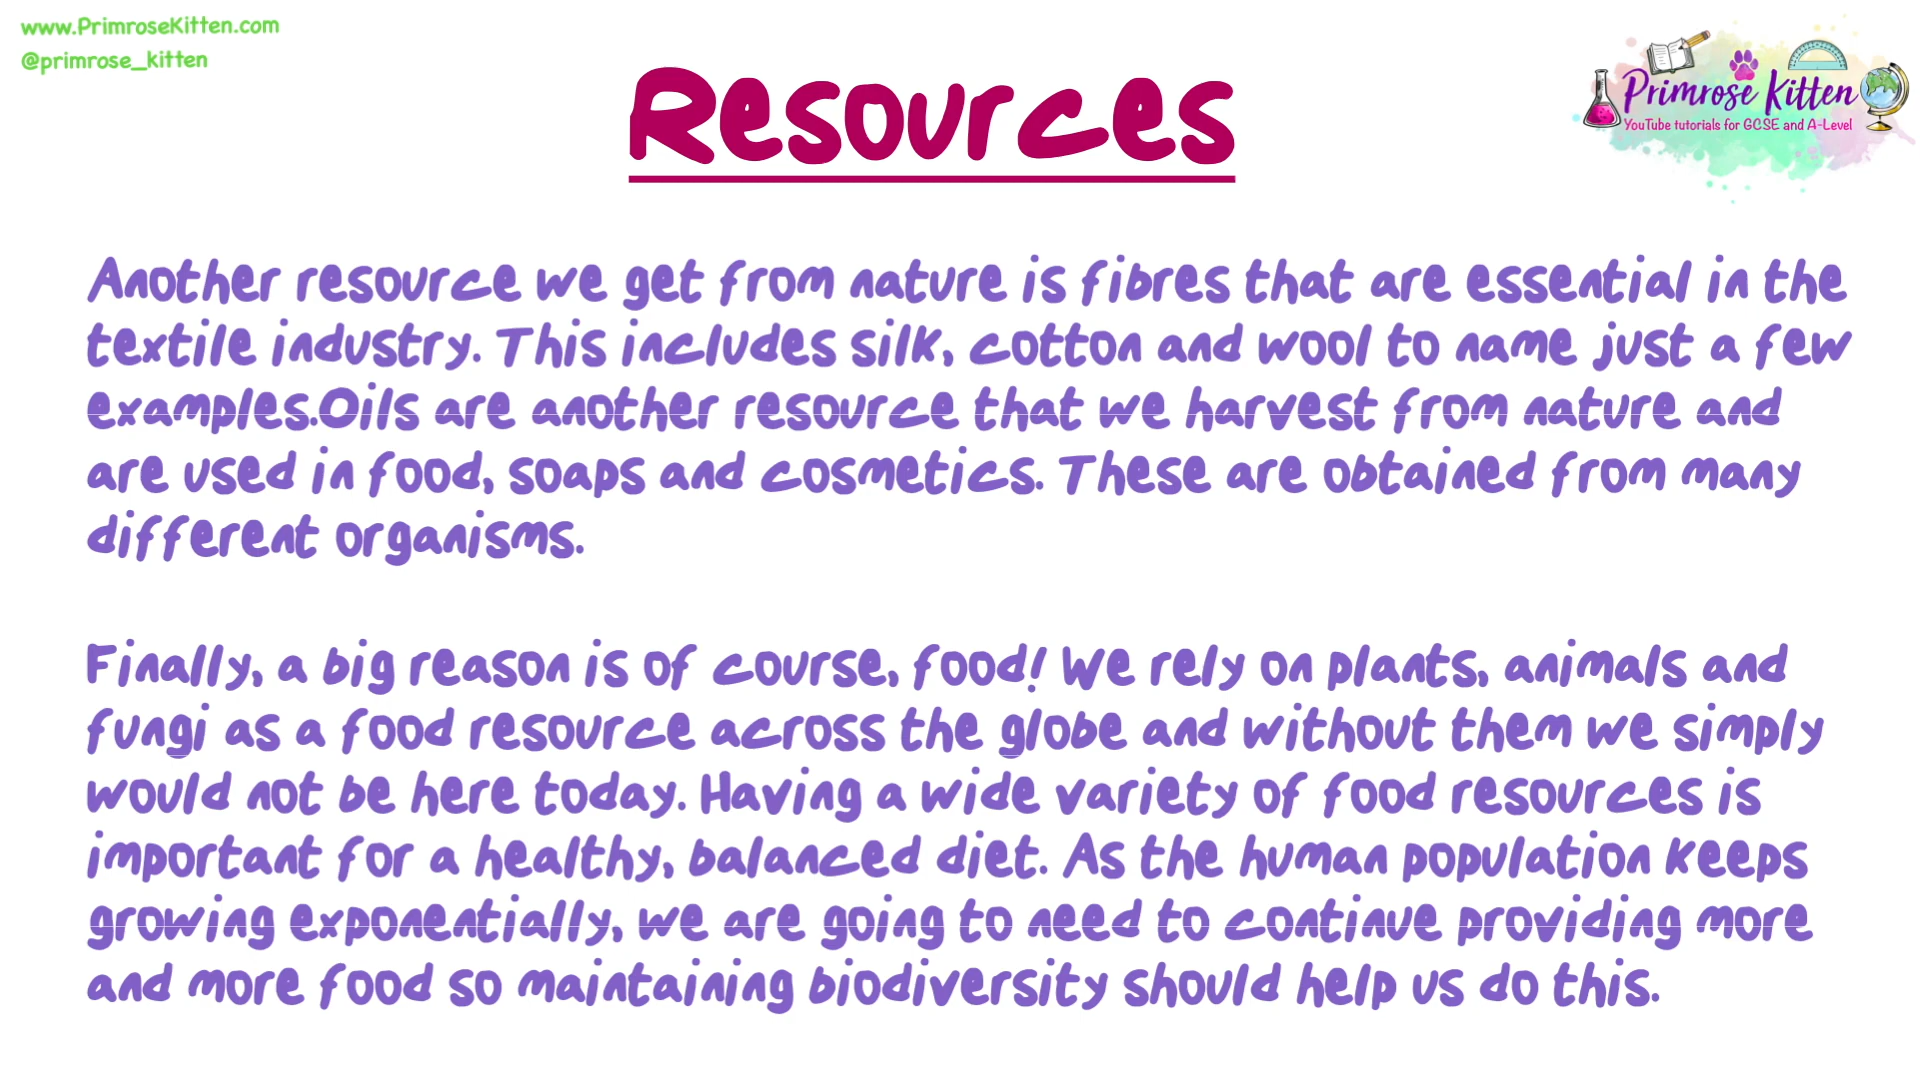 www.PrimroseKitten.com
@primrose_kitten
Resources
Primrose Kitten
YouTube tutorials for GCSE and A-Level
Another resource we get from nature is fibres that are essential in the
textile industry. This includes silk, cotton and wool to name just a few
examples.Oils are another resource that we harvest from nature and
are used in food, soaps and cosmetics. These are obtained from many
different organisms.
Finally, a big reason is of course, food! We rely on plants, animals and
fungi as a food resource across the globe and without them we simply
would not be here today. Having a wide variety of food resources is
important for a healthy, balanced diet. As the human population keeps
growing exponentially, we are going to need to continue providing more
and more food so maintaining biodiversity should help us do this.